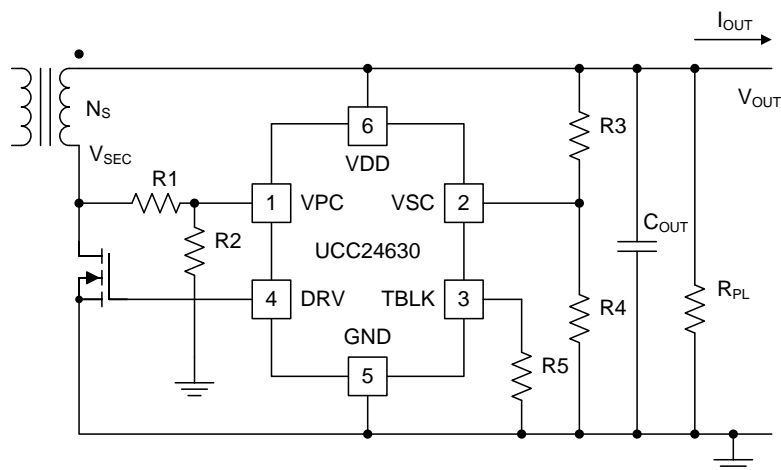 I_OUT
V_OUT
N_S
V_SEC
R1
R2
R3
6
VDD
1
VPC
VSC
2
UCC24630
4
DRV
TBLK
3
GND
5
R5
R4
C_OUT
R_PL